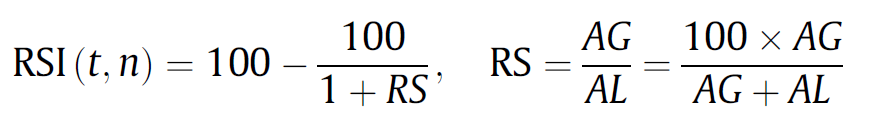 RSI (t, n) = 100 − 100 / (1 + RS), RS = AG / AL = (100 × AG) / (AG + AL)